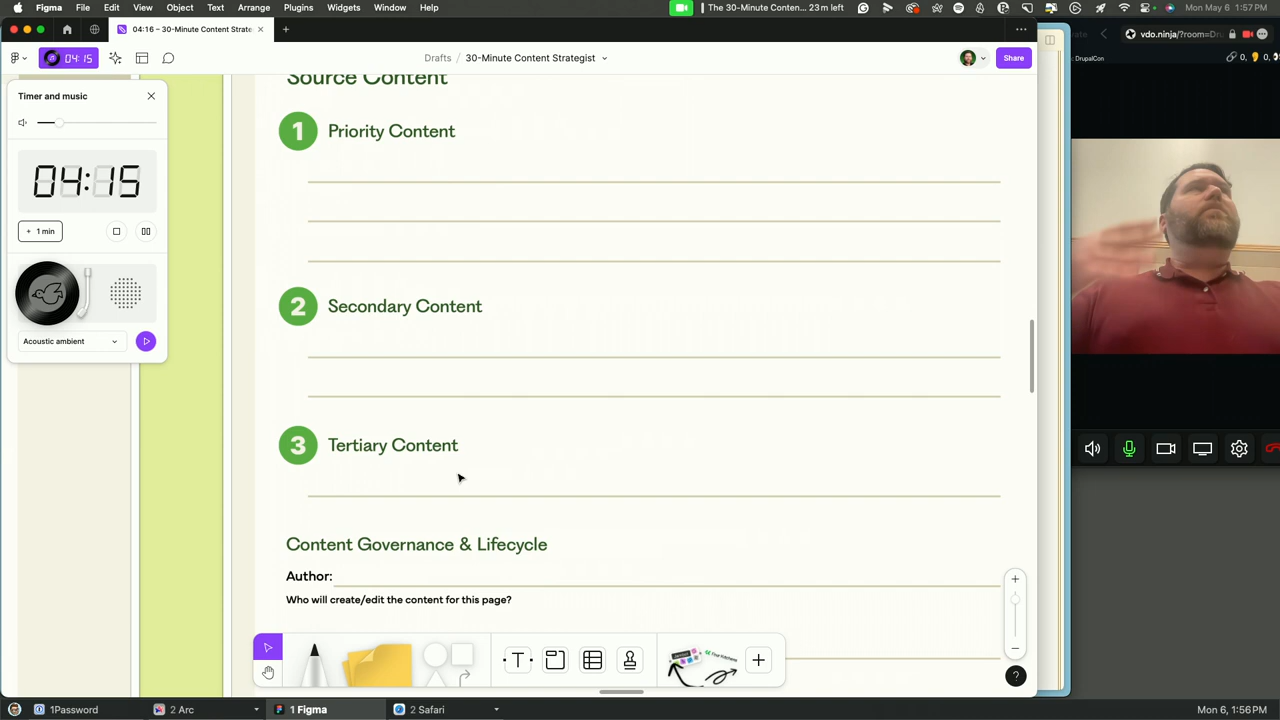 Figma File Edit View Object Text Arrange Plugins Widgets Window Help
The 30-Minute Conten... 22m left
Mon May 6 1:57 PM
04:16 – 30-Minute Content Strate
vdo.ninja/?room=Dru
04:15
Drafts / 30-Minute Content Strategist
Share
DrupalCon
Source Content
Timer and music
04:15
+ 1 min
Acoustic ambient
1 Priority Content
2 Secondary Content
3 Tertiary Content
Content Governance & Lifecycle
Author:
Who will create/edit the content for this page?
T
?
1Password
2 Arc
1 Figma
2 Safari
Mon 6, 1:56PM